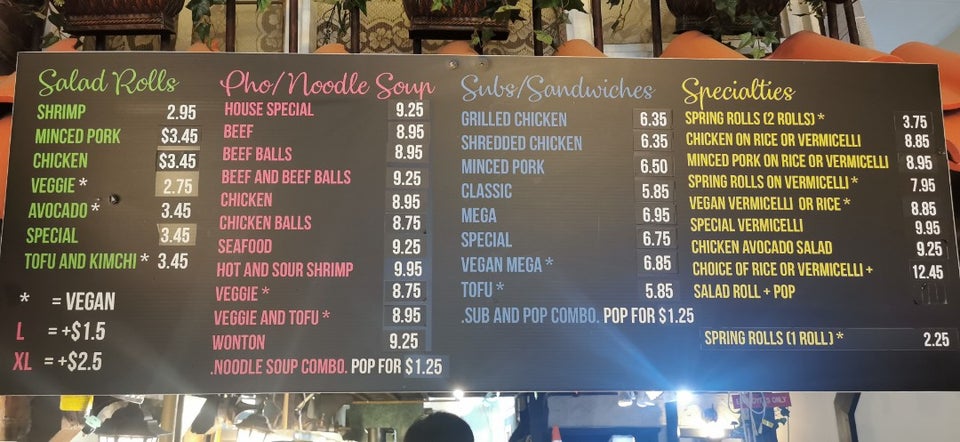 Salad Rolls
SHRIMP 2.95
MINCED PORK $3.45
CHICKEN $3.45
VEGGIE * 2.75
AVOCADO * 3.45
SPECIAL 3.45
TOFU AND KIMCHI * 3.45
* = VEGAN
L = +$1.5
XL = +$2.5
Pho/Noodle Soup
HOUSE SPECIAL 9.25
BEEF 8.95
BEEF BALLS 8.95
BEEF AND BEEF BALLS 9.25
CHICKEN 8.95
CHICKEN BALLS 8.75
SEAFOOD 9.25
HOT AND SOUR SHRIMP 9.95
VEGGIE * 8.75
VEGGIE AND TOFU * 8.95
WONTON 9.25
.NOODLE SOUP COMBO. POP FOR $1.25
Subs/Sandwiches
GRILLED CHICKEN 6.35
SHREDDED CHICKEN 6.35
MINCED PORK 6.50
CLASSIC 5.85
MEGA 6.95
SPECIAL 6.75
VEGAN MEGA * 6.85
TOFU * 5.85
.SUB AND POP COMBO. POP FOR $1.25
Specialties
SPRING ROLLS (2 ROLLS) * 3.75
CHICKEN ON RICE OR VERMICELLI 8.85
MINCED PORK ON RICE OR VERMICELLI 8.95
SPRING ROLLS ON VERMICELLI * 7.95
VEGAN VERMICELLI OR RICE * 8.85
SPECIAL VERMICELLI 9.95
CHICKEN AVOCADO SALAD 9.25
CHOICE OF RICE OR VERMICELLI + 12.45
SALAD ROLL + POP
SPRING ROLLS (1 ROLL) * 2.25
ONLY